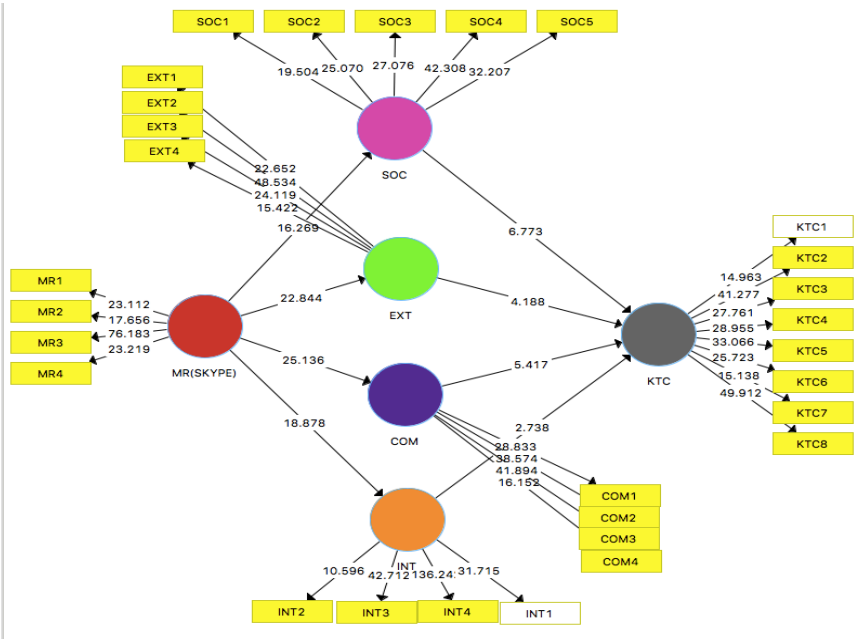 SOC1 SOC2 SOC3 SOC4 SOC5
19.504 25.070 27.076 42.308 32.207
SOC
EXT1
EXT2
EXT3
EXT4
22.652
48.534
24.119
15.422
16.269
22.844
EXT
MR1
MR2
MR3
MR4
23.112
17.656
76.183
23.219
MR(SKYPE)
25.136
18.878
COM
6.773
4.188
5.417
2.738
KTC
KTC1
KTC2
KTC3
KTC4
KTC5
KTC6
KTC7
KTC8
14.963
41.277
27.761
28.955
33.066
25.723
15.138
49.912
28.833
38.574
41.894
16.152
COM1
COM2
COM3
COM4
INT
10.596 42.712 136.24 31.715
INT2 INT3 INT4 INT1